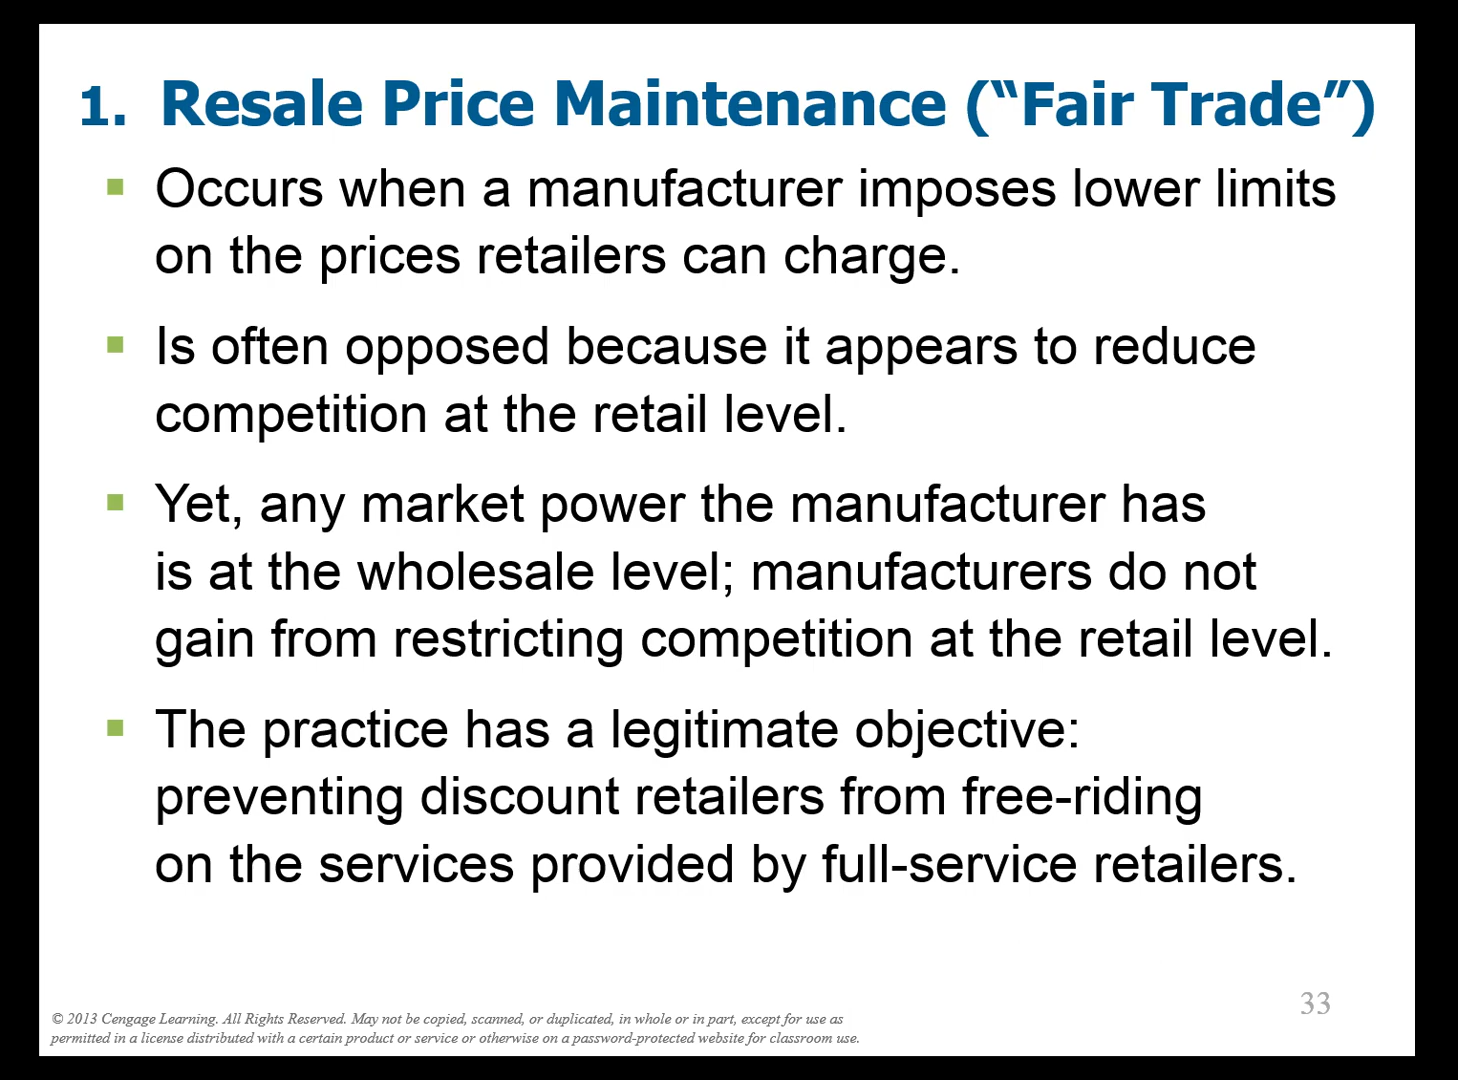 1. Resale Price Maintenance (“Fair Trade”)
▪ Occurs when a manufacturer imposes lower limits
on the prices retailers can charge.
▪ Is often opposed because it appears to reduce
competition at the retail level.
▪ Yet, any market power the manufacturer has
is at the wholesale level; manufacturers do not
gain from restricting competition at the retail level.
▪ The practice has a legitimate objective:
preventing discount retailers from free-riding
on the services provided by full-service retailers.
33
© 2013 Cengage Learning. All Rights Reserved. May not be copied, scanned, or duplicated, in whole or in part, except for use as
permitted in a license distributed with a certain product or service or otherwise on a password-protected website for classroom use.